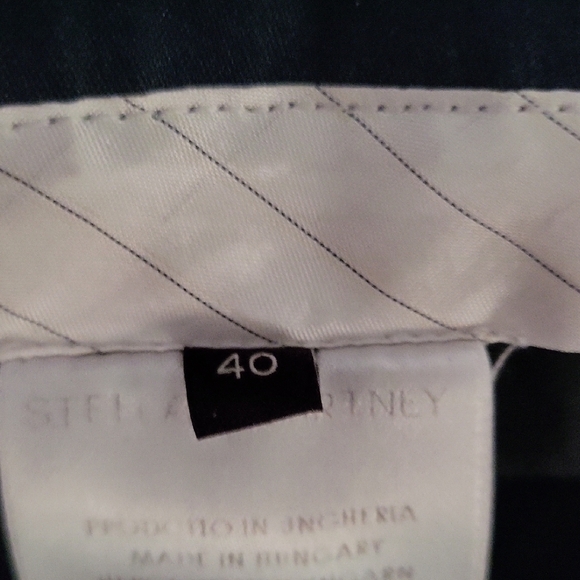 40
STELLA McCARTNEY
PRODOTTO IN UNGHERIA
MADE IN HUNGARY